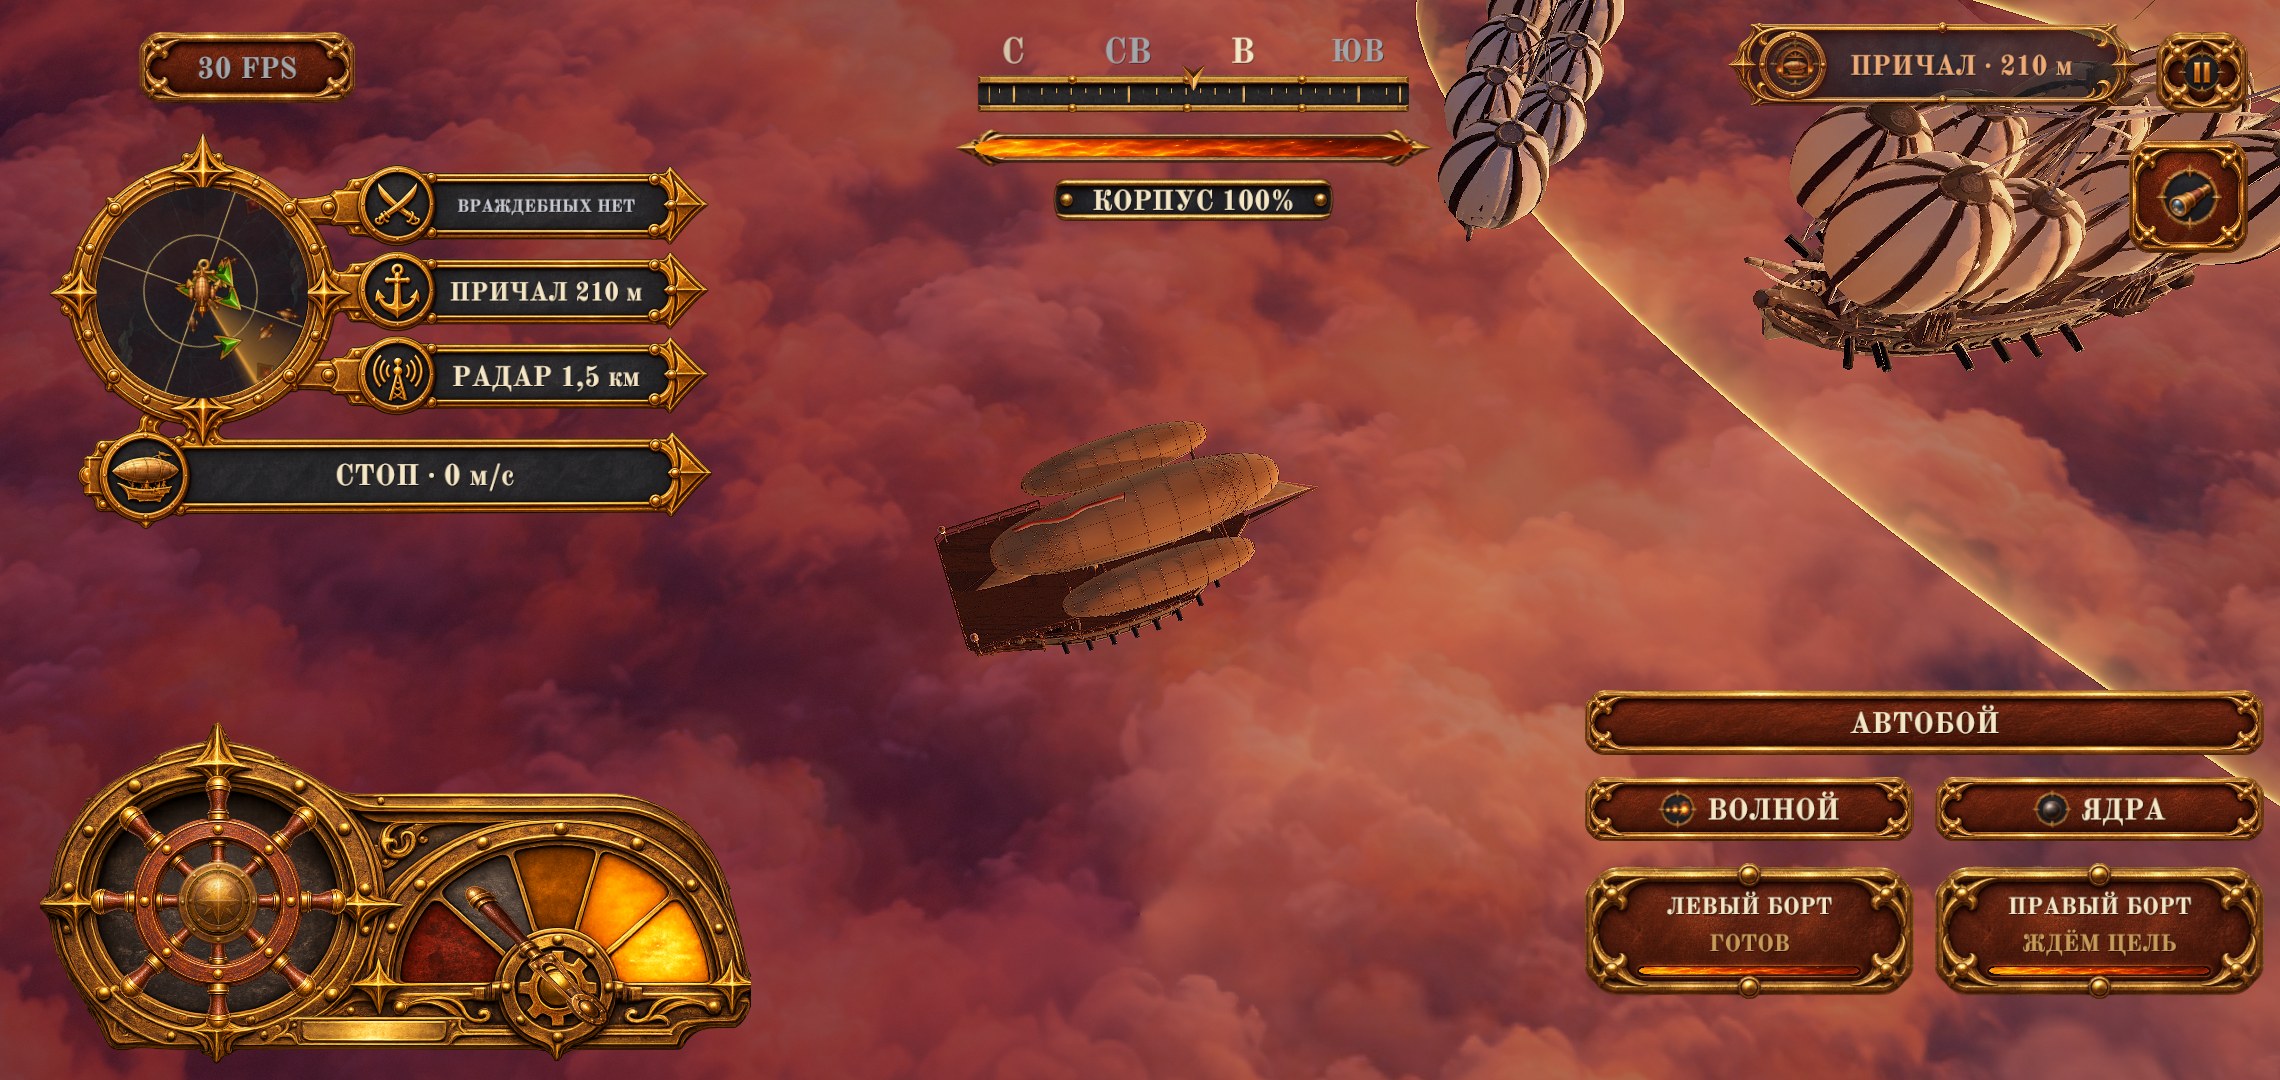 30 FPS
С СВ В ЮВ
ПРИЧАЛ · 210 м
КОРПУС 100%
ВРАЖДЕБНЫХ НЕТ
ПРИЧАЛ 210 м
РАДАР 1,5 км
СТОП · 0 м/с
АВТОБОЙ
ВОЛНОЙ
ЯДРА
ЛЕВЫЙ БОРТ
ГОТОВ
ПРАВЫЙ БОРТ
ЖДЁМ ЦЕЛЬ